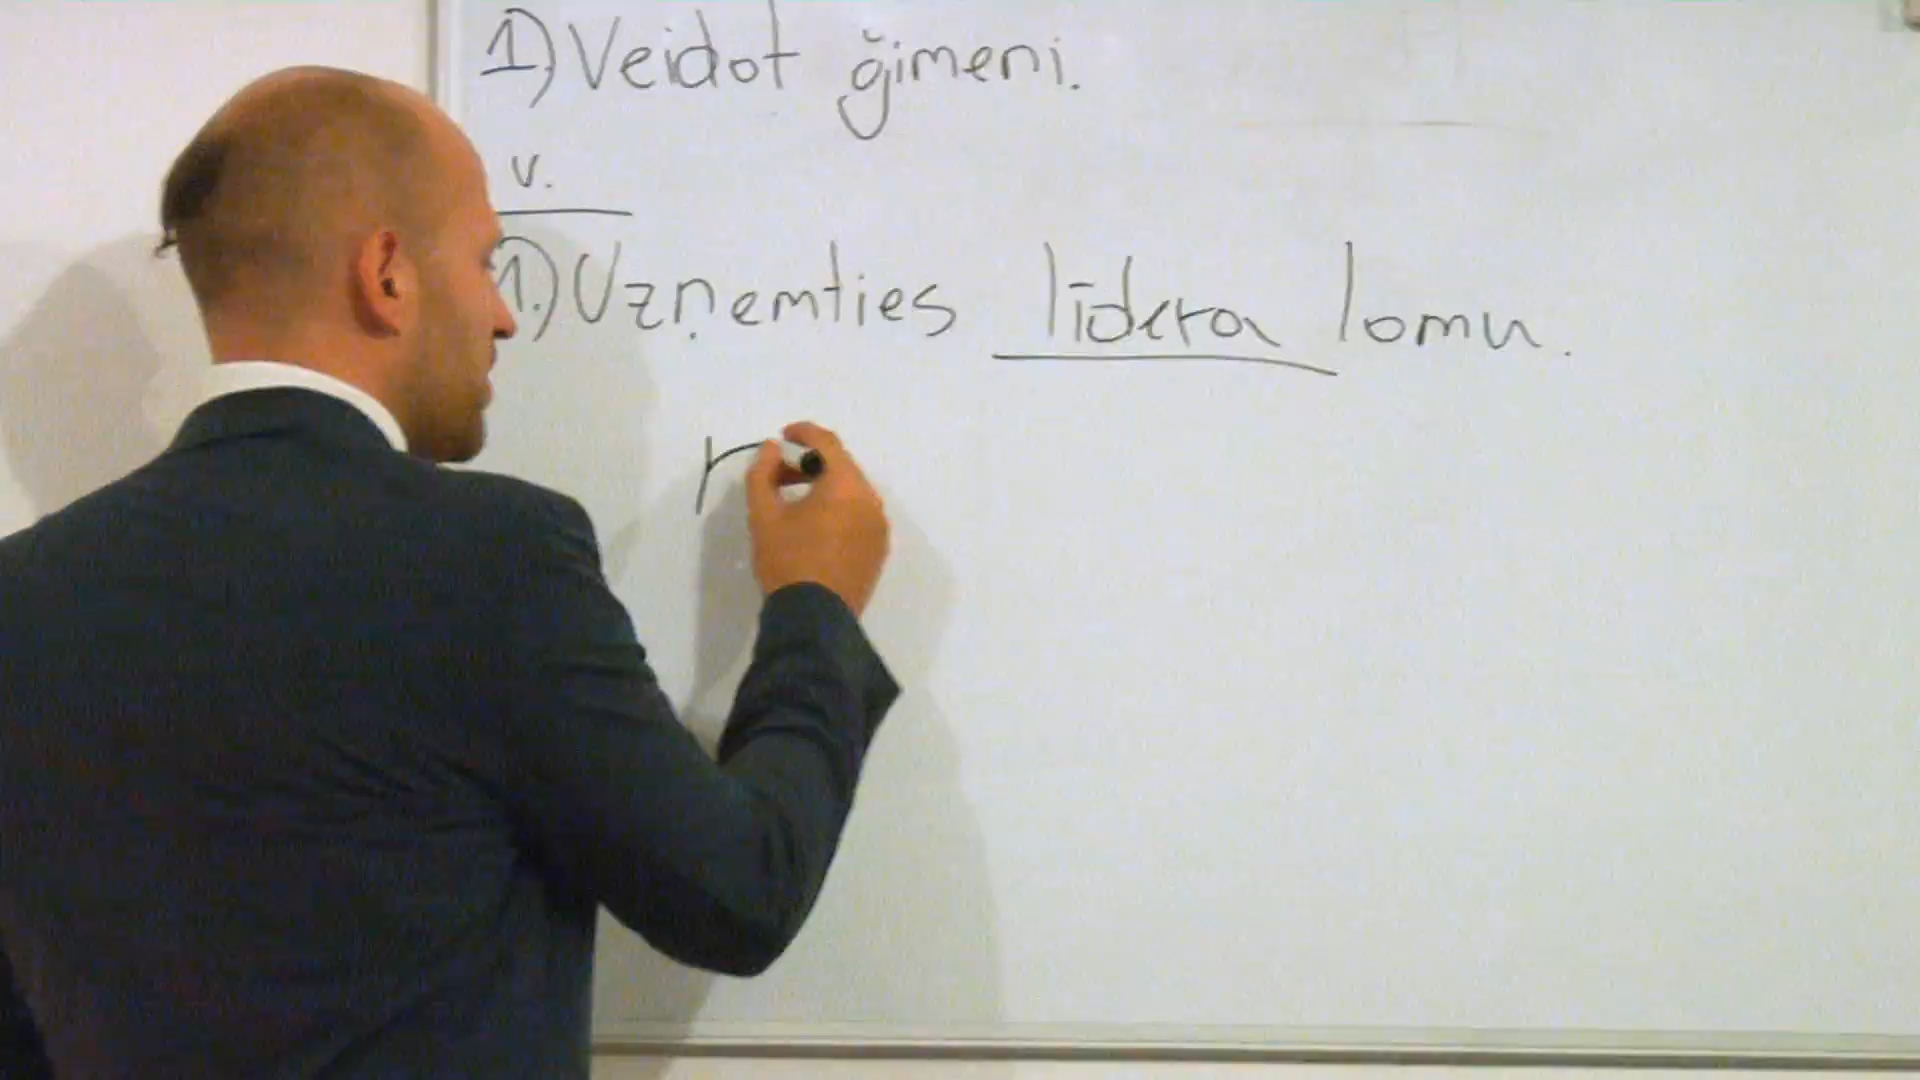 1) Veidot ģimeni.
v.
1.) Uzņemties līdera lomu.
r